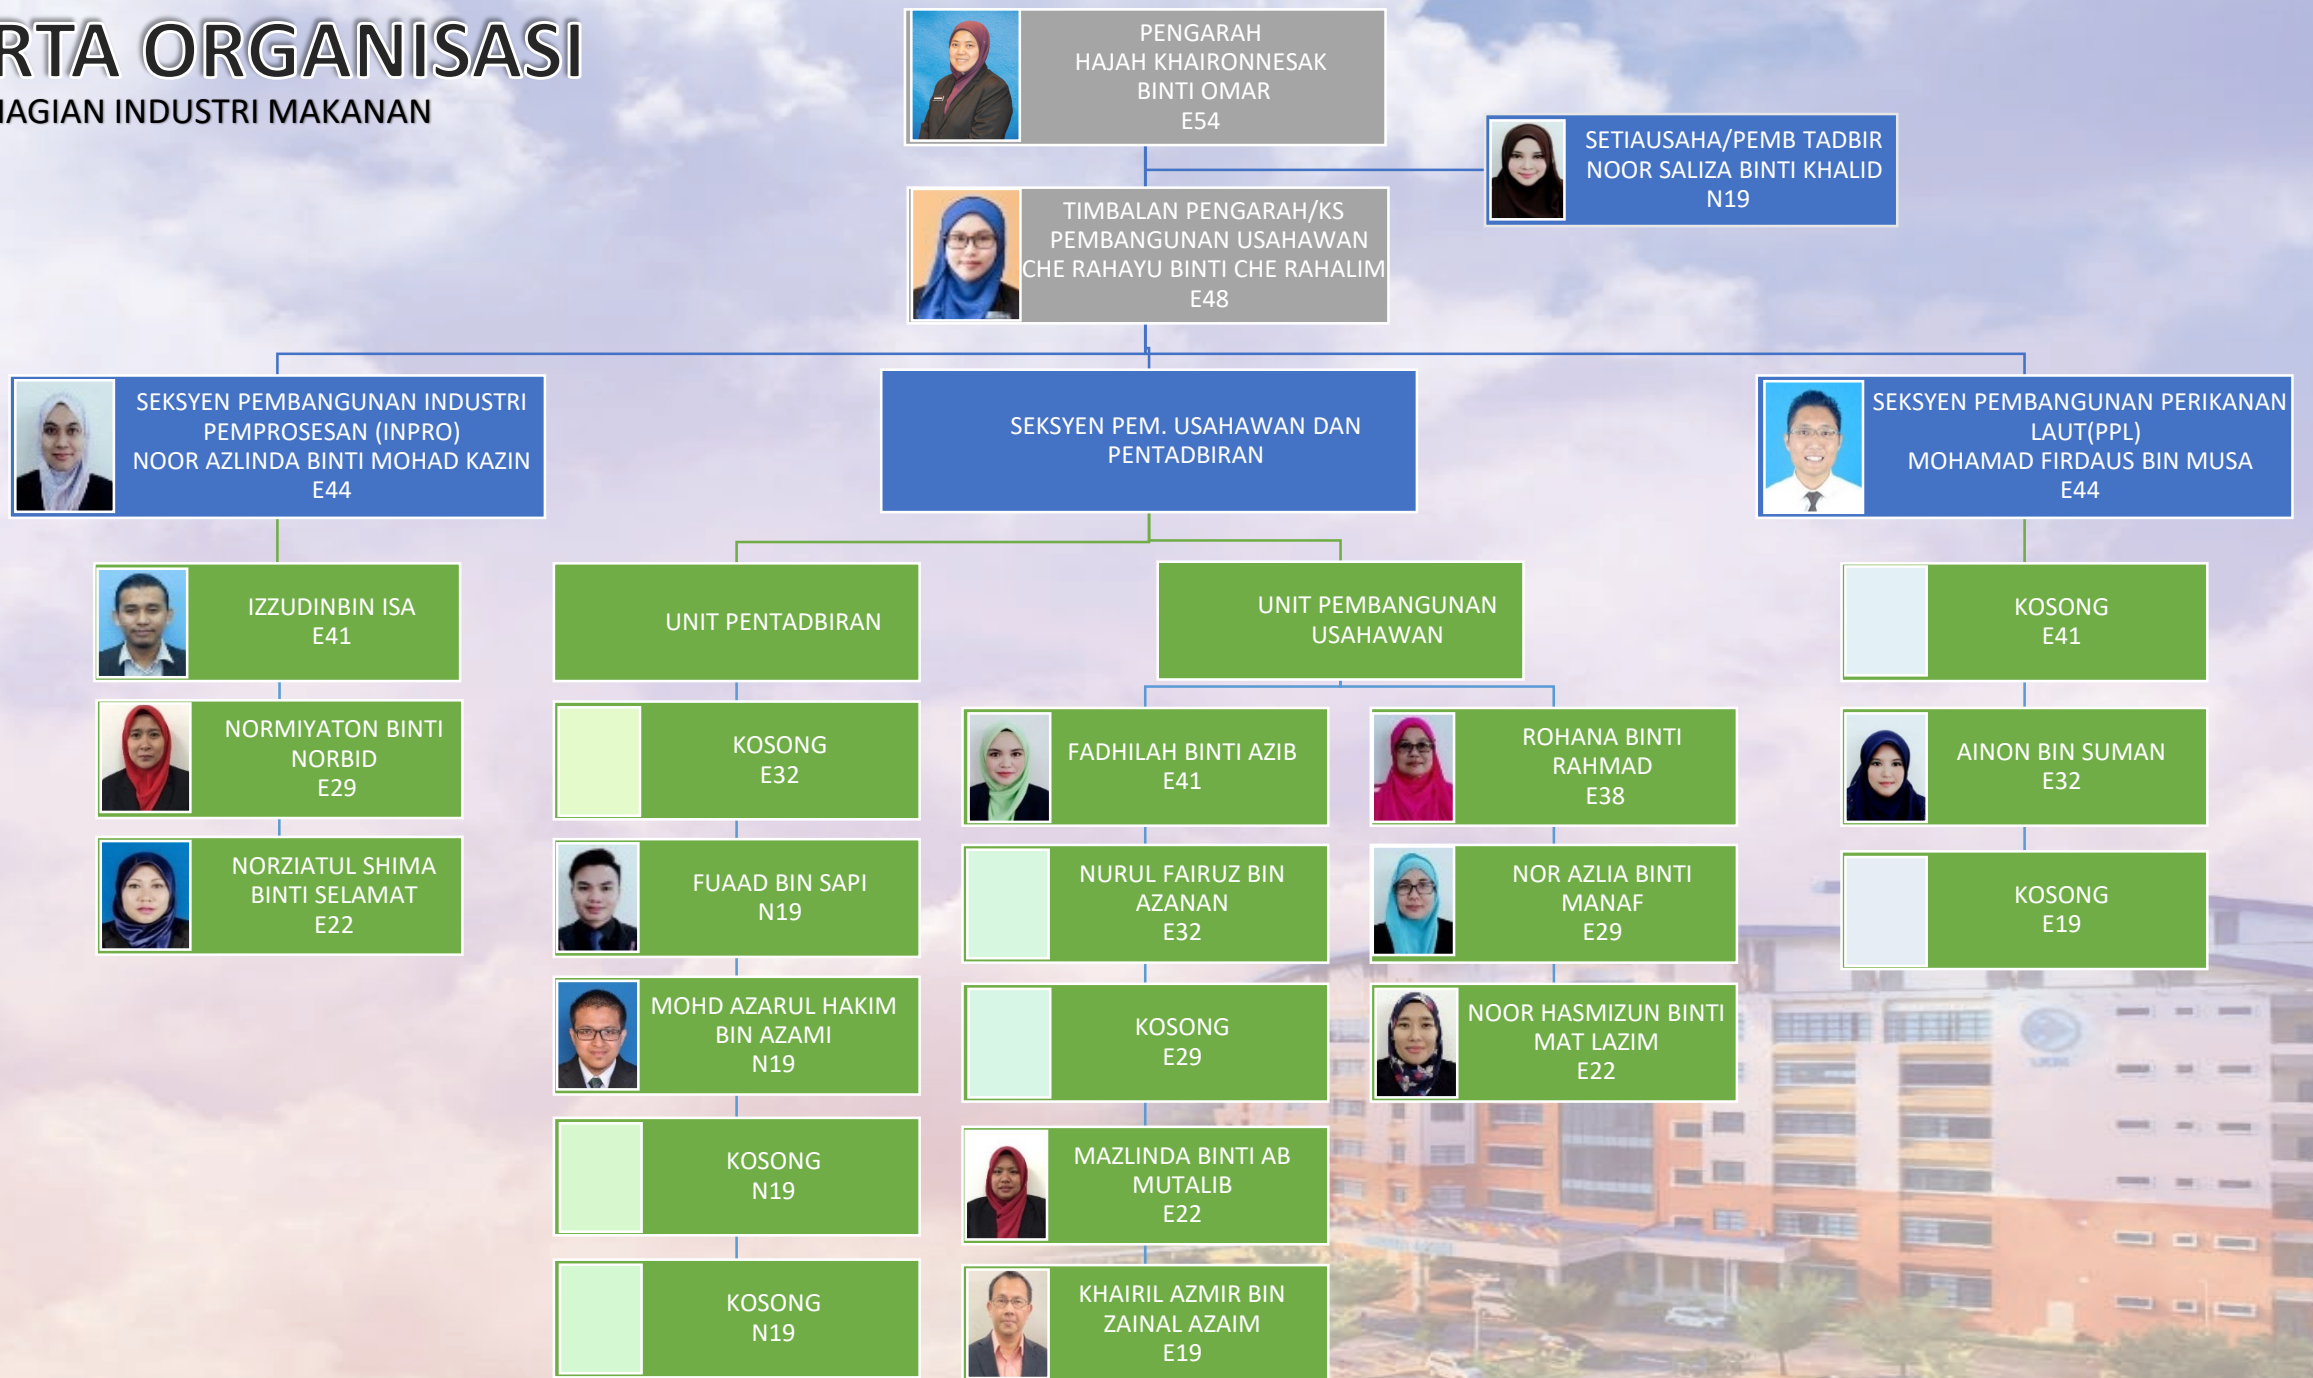 RTA ORGANISASI
IAGIAN INDUSTRI MAKANAN
PENGARAH
HAJAH KHAIRONNESAK
BINTI OMAR
E54
SETIAUSAHA/PEMB TADBIR
NOOR SALIZA BINTI KHALID
N19
TIMBALAN PENGARAH/KS
PEMBANGUNAN USAHAWAN
CHE RAHAYU BINTI CHE RAHALIM
E48
SEKSYEN PEMBANGUNAN INDUSTRI
PEMPROSESAN (INPRO)
NOOR AZLINDA BINTI MOHAD KAZIN
E44
SEKSYEN PEM. USAHAWAN DAN
PENTADBIRAN
SEKSYEN PEMBANGUNAN PERIKANAN
LAUT(PPL)
MOHAMAD FIRDAUS BIN MUSA
E44
IZZUDINBIN ISA
E41
NORMIYATON BINTI
NORBID
E29
NORZIATUL SHIMA
BINTI SELAMAT
E22
UNIT PENTADBIRAN
KOSONG
E32
FUAAD BIN SAPI
N19
MOHD AZARUL HAKIM
BIN AZAMI
N19
KOSONG
N19
KOSONG
N19
UNIT PEMBANGUNAN
USAHAWAN
FADHILAH BINTI AZIB
E41
NURUL FAIRUZ BIN
AZANAN
E32
KOSONG
E29
MAZLINDA BINTI AB
MUTALIB
E22
KHAIRIL AZMIR BIN
ZAINAL AZAIM
E19
ROHANA BINTI
RAHMAD
E38
NOR AZLIA BINTI
MANAF
E29
NOOR HASMIZUN BINTI
MAT LAZIM
E22
KOSONG
E41
AINON BIN SUMAN
E32
KOSONG
E19